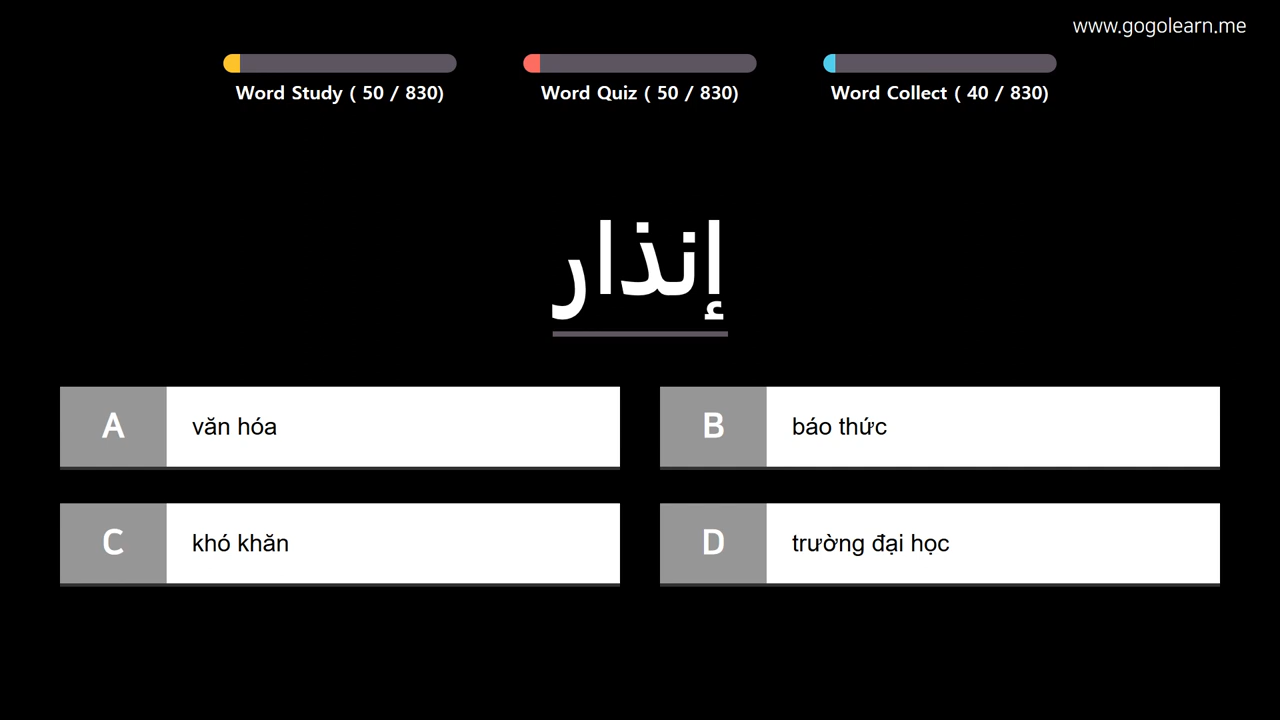 www.gogolearn.me
Word Study ( 50 / 830)
Word Quiz ( 50 / 830)
Word Collect ( 40 / 830)
إنذار
A
văn hóa
B
báo thức
C
khó khăn
D
trường đại học